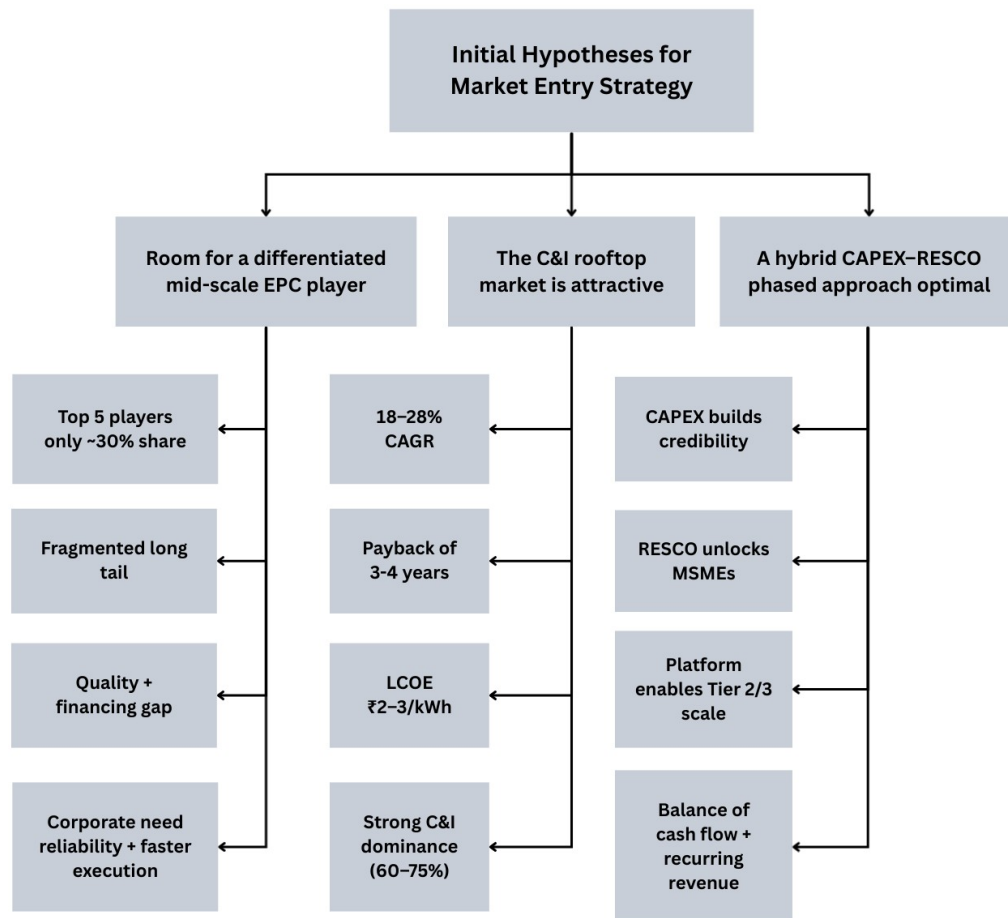 Initial Hypotheses for
Market Entry Strategy
Room for a differentiated
mid-scale EPC player
The C&I rooftop
market is attractive
A hybrid CAPEX–RESCO
phased approach optimal
Top 5 players
only ~30% share
18–28%
CAGR
CAPEX builds
credibility
Fragmented long
tail
Payback of
3-4 years
RESCO unlocks
MSMEs
Quality +
financing gap
LCOE
₹2–3/kWh
Platform
enables Tier 2/3
scale
Corporate need
reliability + faster
execution
Strong C&I
dominance
(60–75%)
Balance of
cash flow +
recurring
revenue